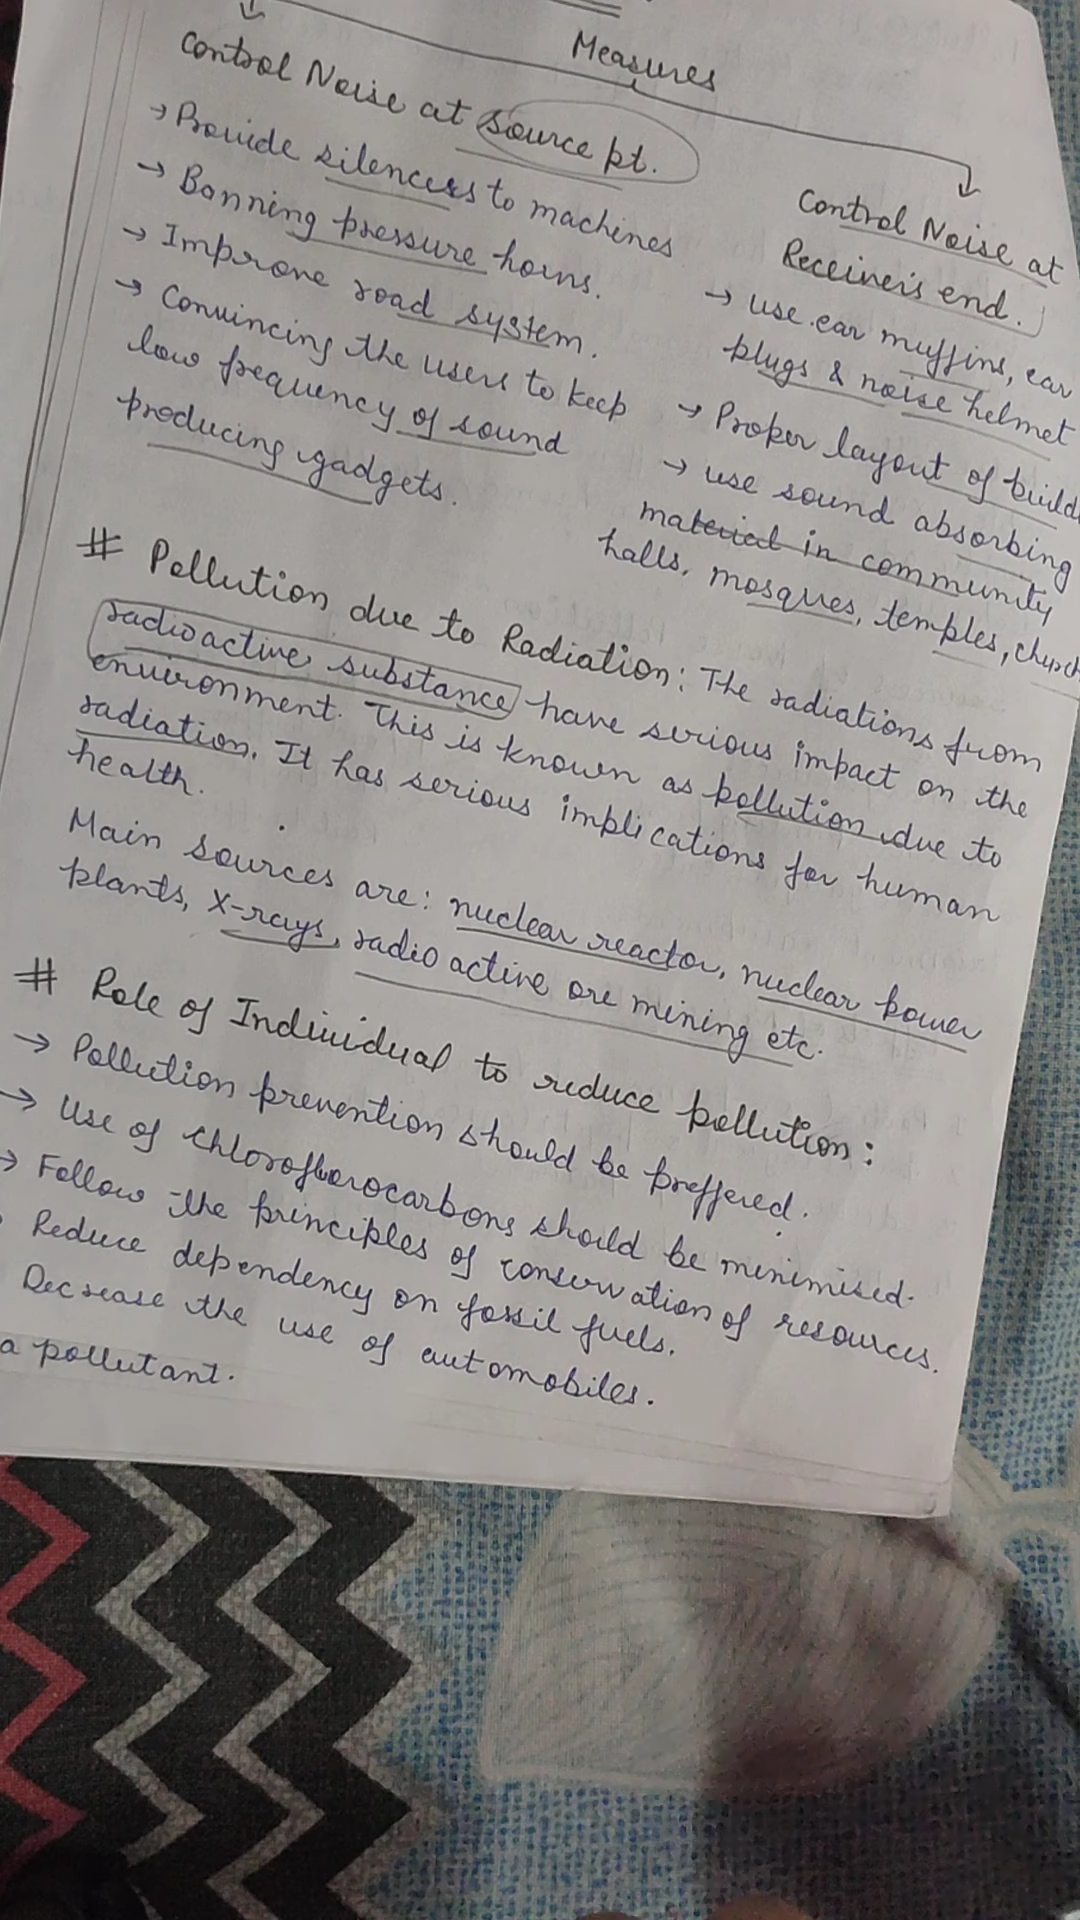 Measures
Control Noise at source pt.
→ Provide silencers to machines
→ Banning pressure horns.
→ Improve road system.
→ Convincing the users to keep
low frequency of sound
producing gadgets.
Control Noise at
Receiver's end.
→ use ear muffins, ear
plugs & noise helmet
→ Proper layout of build
→ use sound absorbing
material in community
halls, mosques, temples, church
# Pollution due to Radiation: The radiations from
radioactive substance have serious impact on the
environment. This is known as pollution due to
radiation. It has serious implications for human
health.
Main sources are: nuclear reactor, nuclear power
plants, X-rays, radio active ore mining etc.
# Role of Individual to reduce pollution:
→ Pollution prevention should be preffered.
→ Use of chloroflorocarbons should be minimised.
→ Follow the principles of conservation of resources.
Reduce dependency on fossil fuels.
Decrease the use of automobiles.
a pollutant.